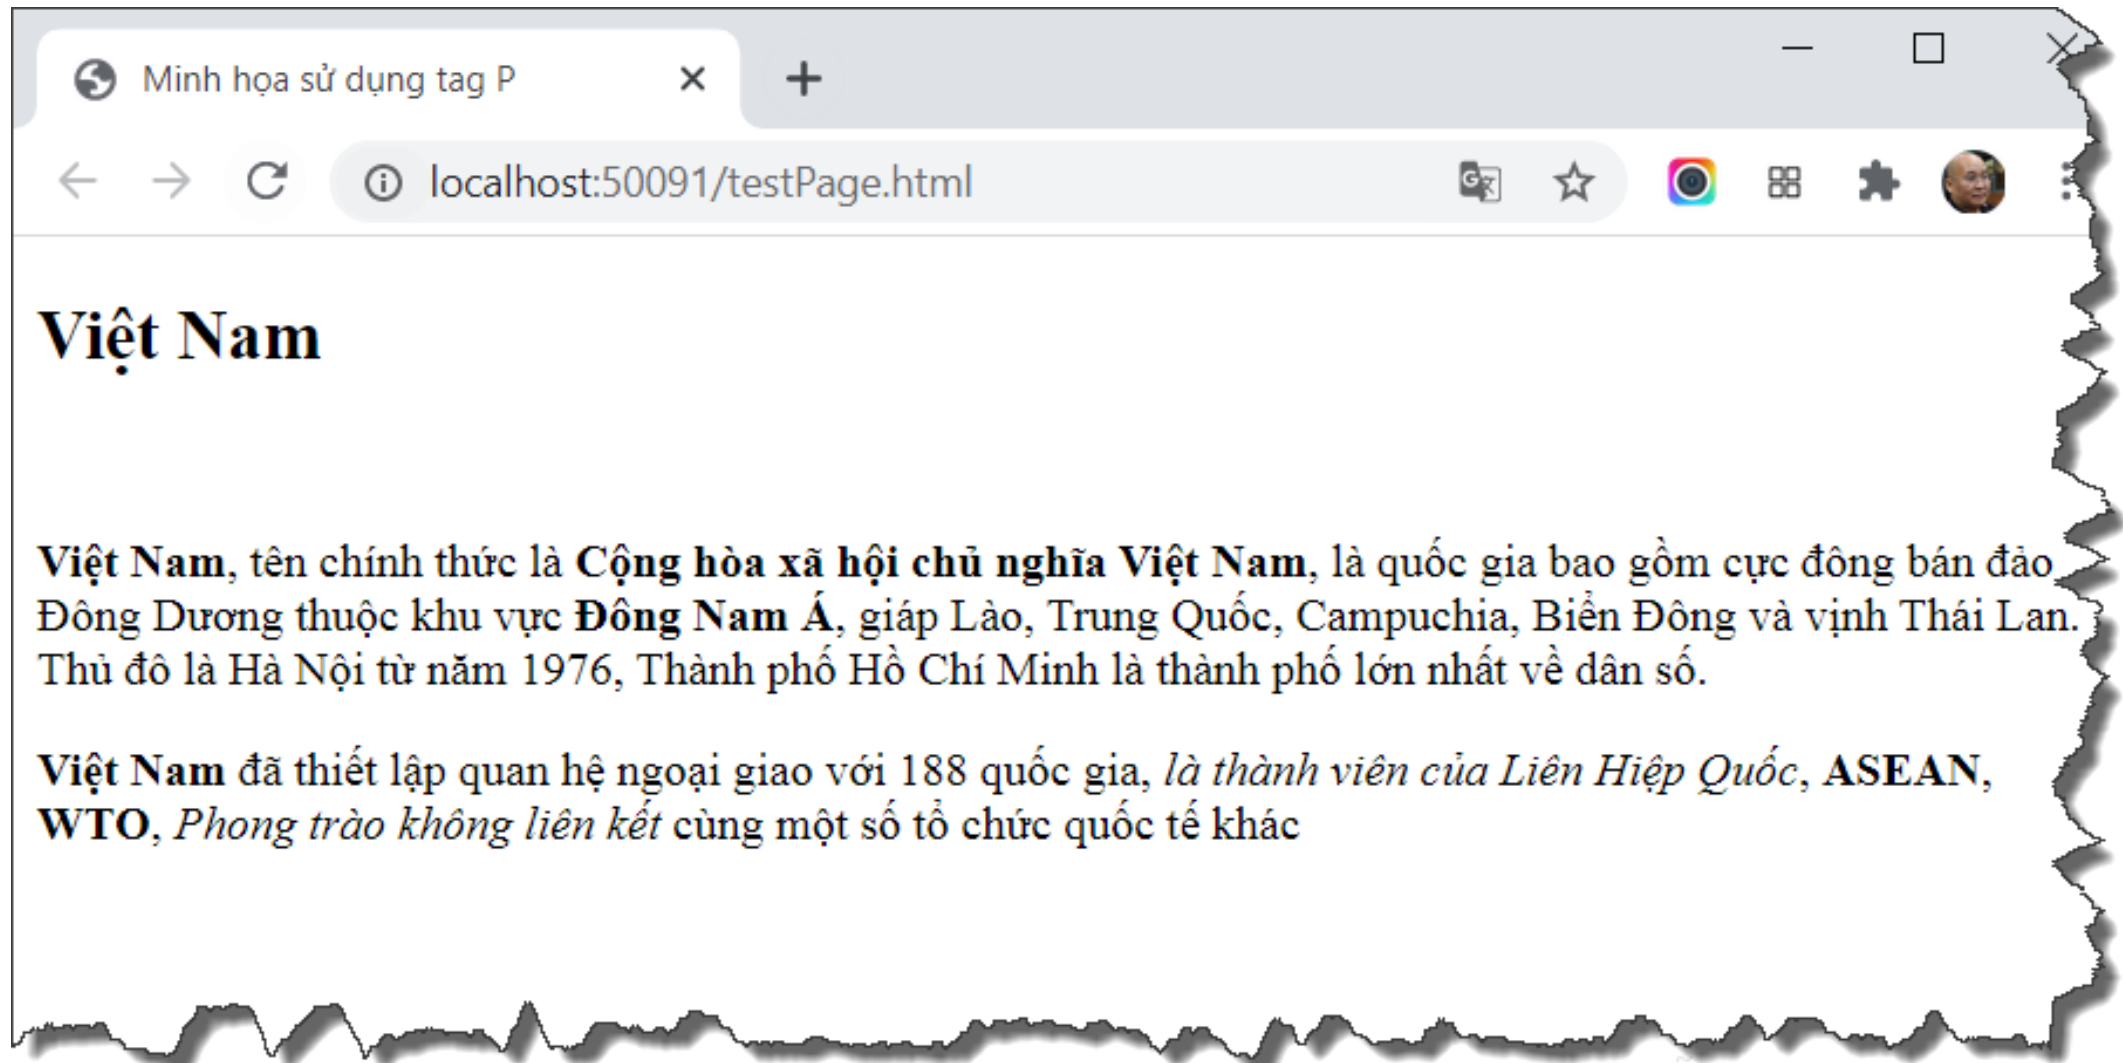 Minh họa sử dụng tag P
localhost:50091/testPage.html
Việt Nam
Việt Nam, tên chính thức là Cộng hòa xã hội chủ nghĩa Việt Nam, là quốc gia bao gồm cực đông bán đảo
Đông Dương thuộc khu vực Đông Nam Á, giáp Lào, Trung Quốc, Campuchia, Biển Đông và vịnh Thái Lan.
Thủ đô là Hà Nội từ năm 1976, Thành phố Hồ Chí Minh là thành phố lớn nhất về dân số.
Việt Nam đã thiết lập quan hệ ngoại giao với 188 quốc gia, là thành viên của Liên Hiệp Quốc, ASEAN,
WTO, Phong trào không liên kết cùng một số tổ chức quốc tế khác